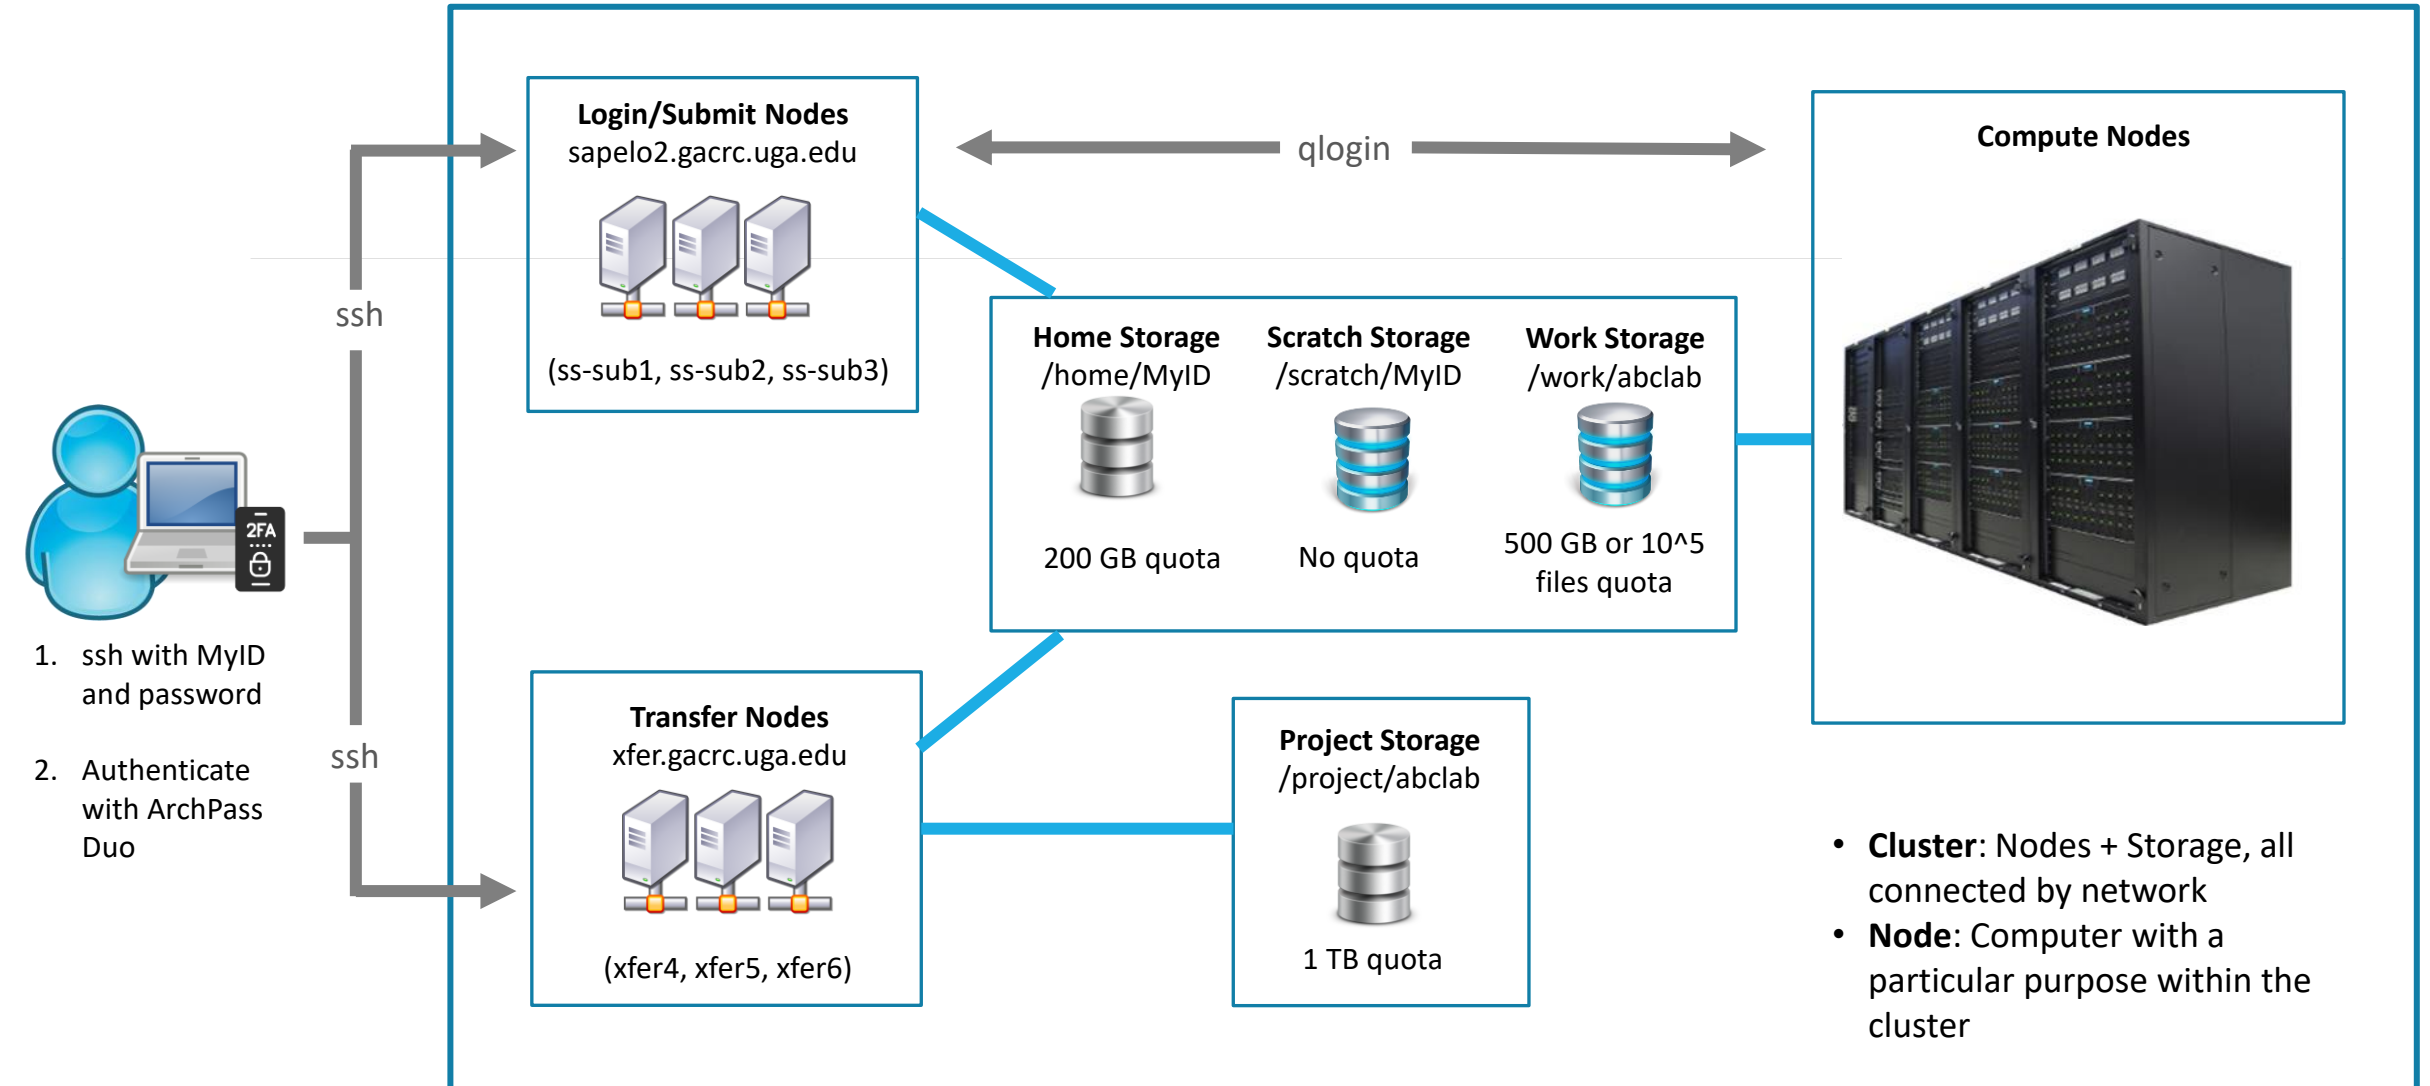 Login/Submit Nodes
sapelo2.gacrc.uga.edu
(ss-sub1, ss-sub2, ss-sub3)
qlogin
Compute Nodes
ssh
Home Storage
/home/MyID
200 GB quota
Scratch Storage
/scratch/MyID
No quota
Work Storage
/work/abclab
500 GB or 10^5
files quota
2FA
1. ssh with MyID
and password
2. Authenticate
with ArchPass
Duo
ssh
Transfer Nodes
xfer.gacrc.uga.edu
(xfer4, xfer5, xfer6)
Project Storage
/project/abclab
1 TB quota
• Cluster: Nodes + Storage, all
connected by network
• Node: Computer with a
particular purpose within the
cluster